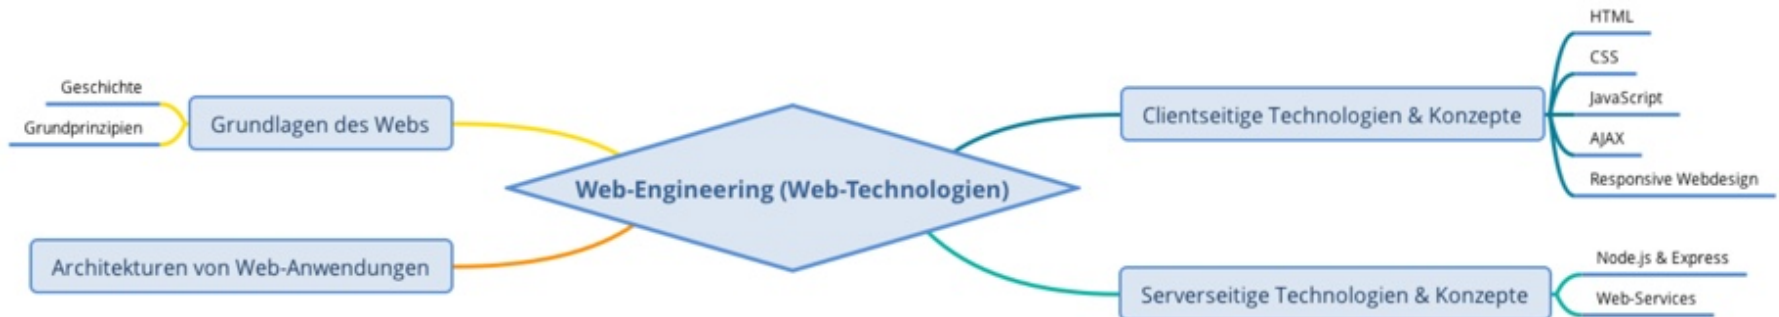 Geschichte
Grundprinzipien
Grundlagen des Webs
Architekturen von Web-Anwendungen
Web-Engineering (Web-Technologien)
Clientseitige Technologien & Konzepte
HTML
CSS
JavaScript
AJAX
Responsive Webdesign
Serverseitige Technologien & Konzepte
Node.js & Express
Web-Services